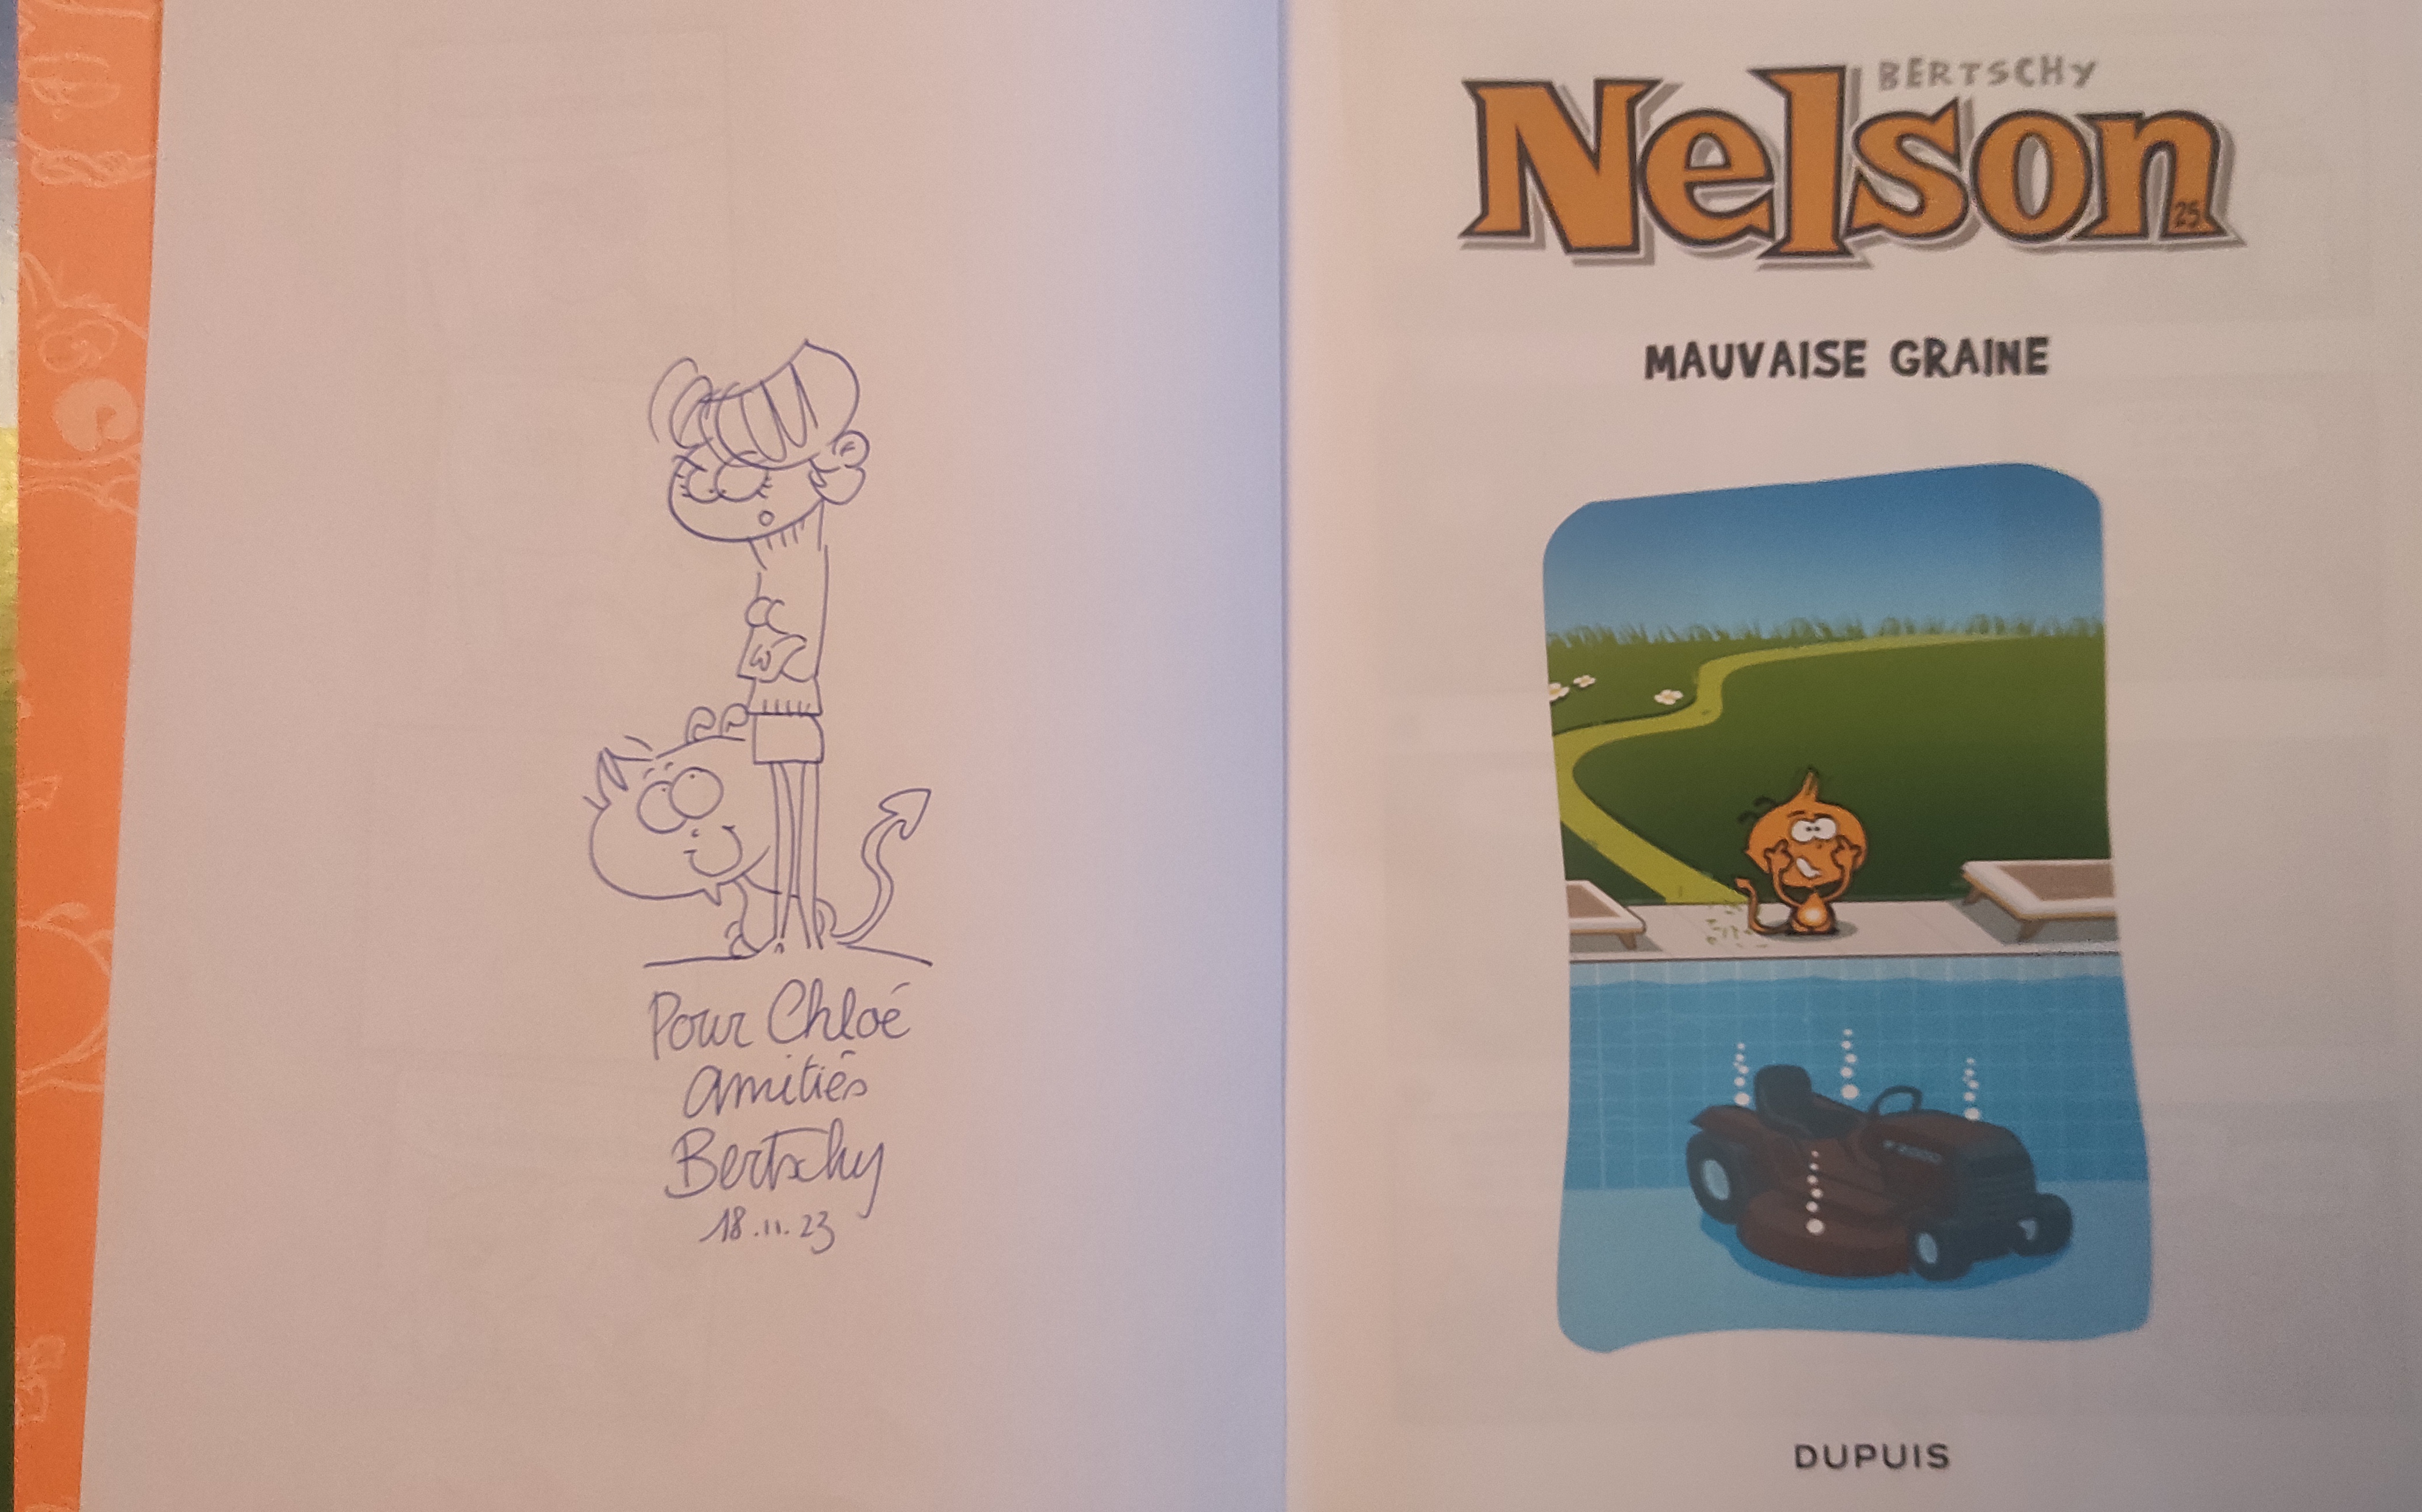 Pour Chloé
amitiés
Bertschy
18.11.23
BERTSCHY
Nelson
25
MAUVAISE GRAINE
DUPUIS